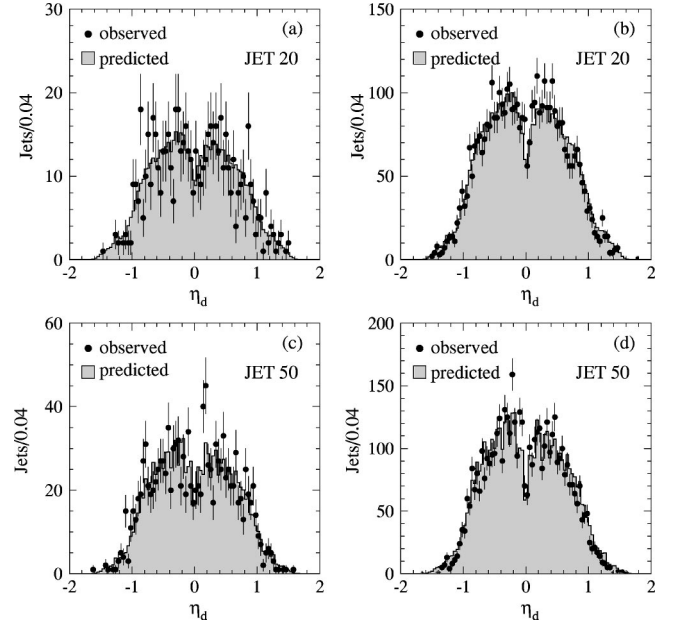 30
20
10
0
Jets/0.04
observed
predicted
(a)
JET 20
-2 -1 0 1 2
ηd
150
100
50
0
Jets/0.04
observed
predicted
(b)
JET 20
-2 -1 0 1 2
ηd
60
40
20
0
Jets/0.04
observed
predicted
(c)
JET 50
-2 -1 0 1 2
ηd
200
150
100
50
0
Jets/0.04
observed
predicted
(d)
JET 50
-2 -1 0 1 2
ηd